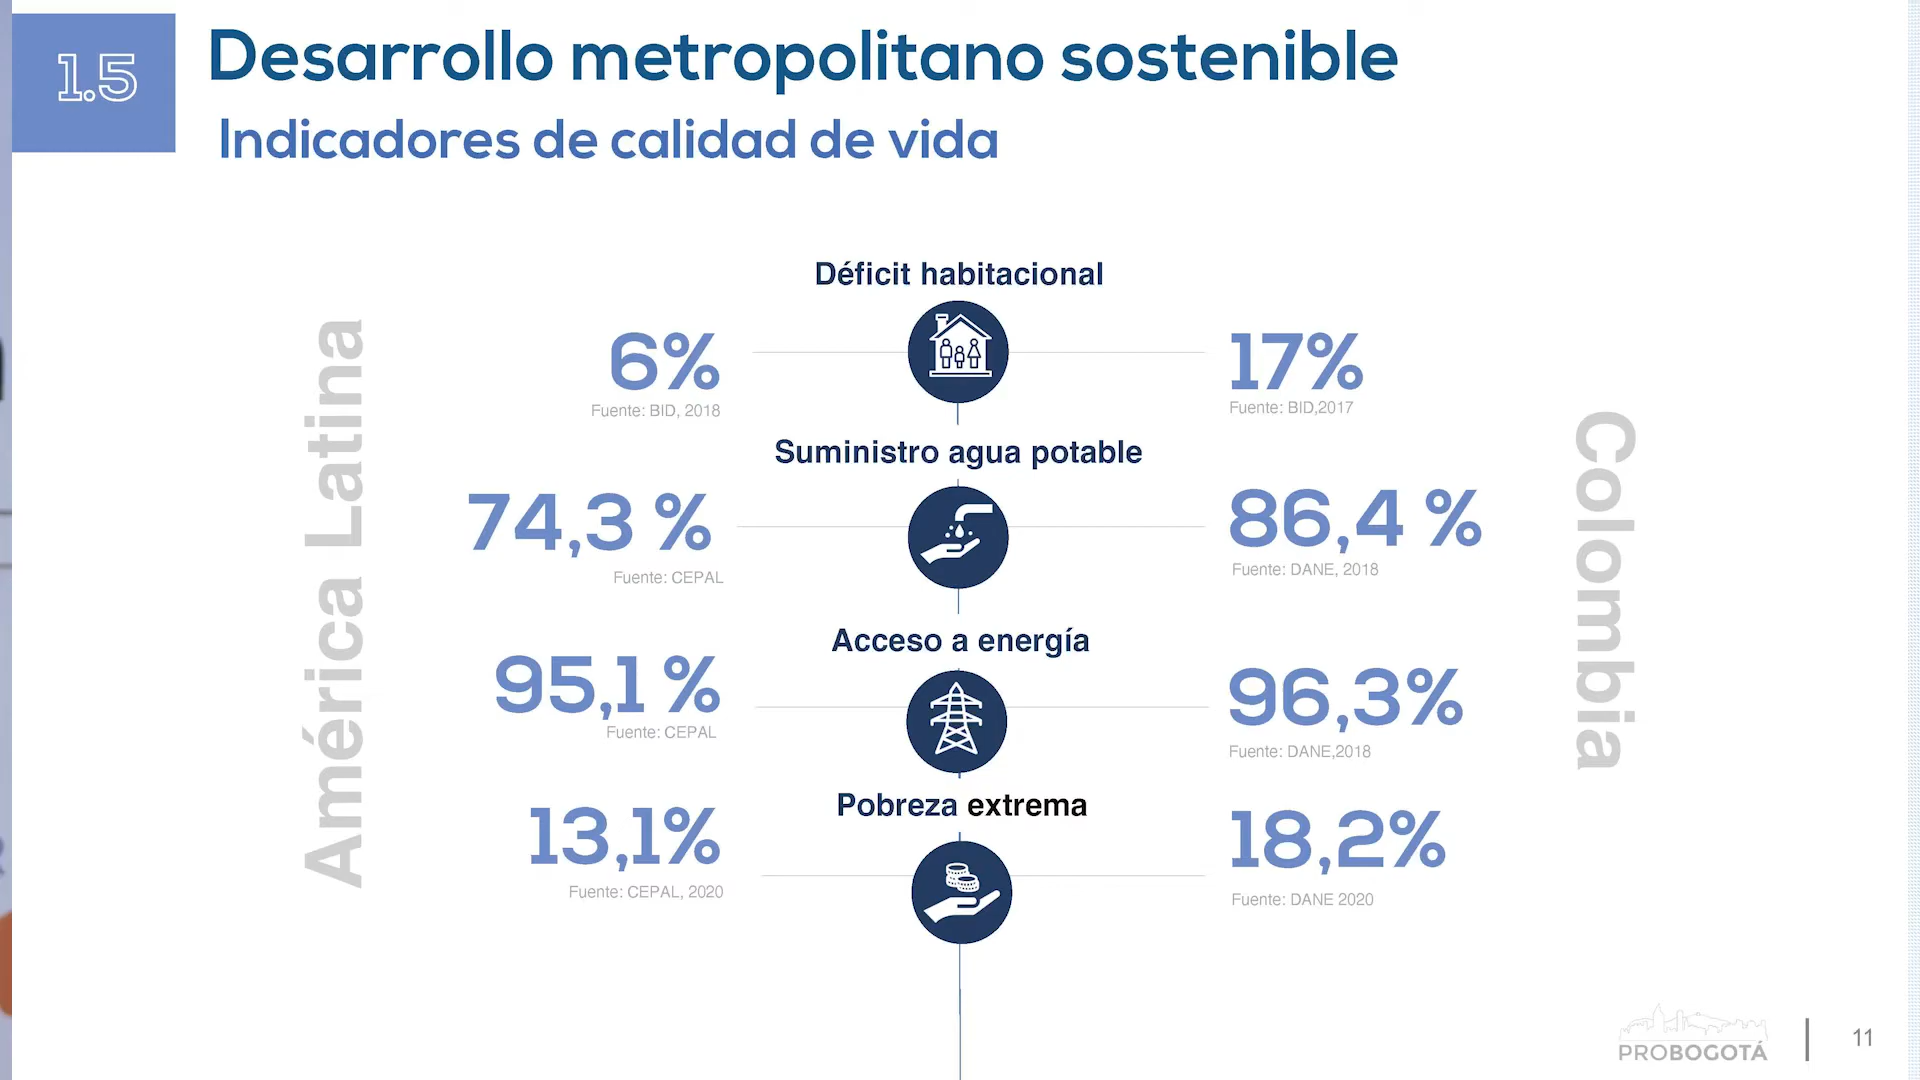 1.5
Desarrollo metropolitano sostenible
Indicadores de calidad de vida
América Latina
Colombia
Déficit habitacional
6%
Fuente: BID, 2018
17%
Fuente: BID,2017
Suministro agua potable
74,3 %
Fuente: CEPAL
86,4 %
Fuente: DANE, 2018
Acceso a energía
95,1 %
Fuente: CEPAL
96,3%
Fuente: DANE,2018
Pobreza extrema
13,1%
Fuente: CEPAL, 2020
18,2%
Fuente: DANE 2020
PROBOGOTÁ
11